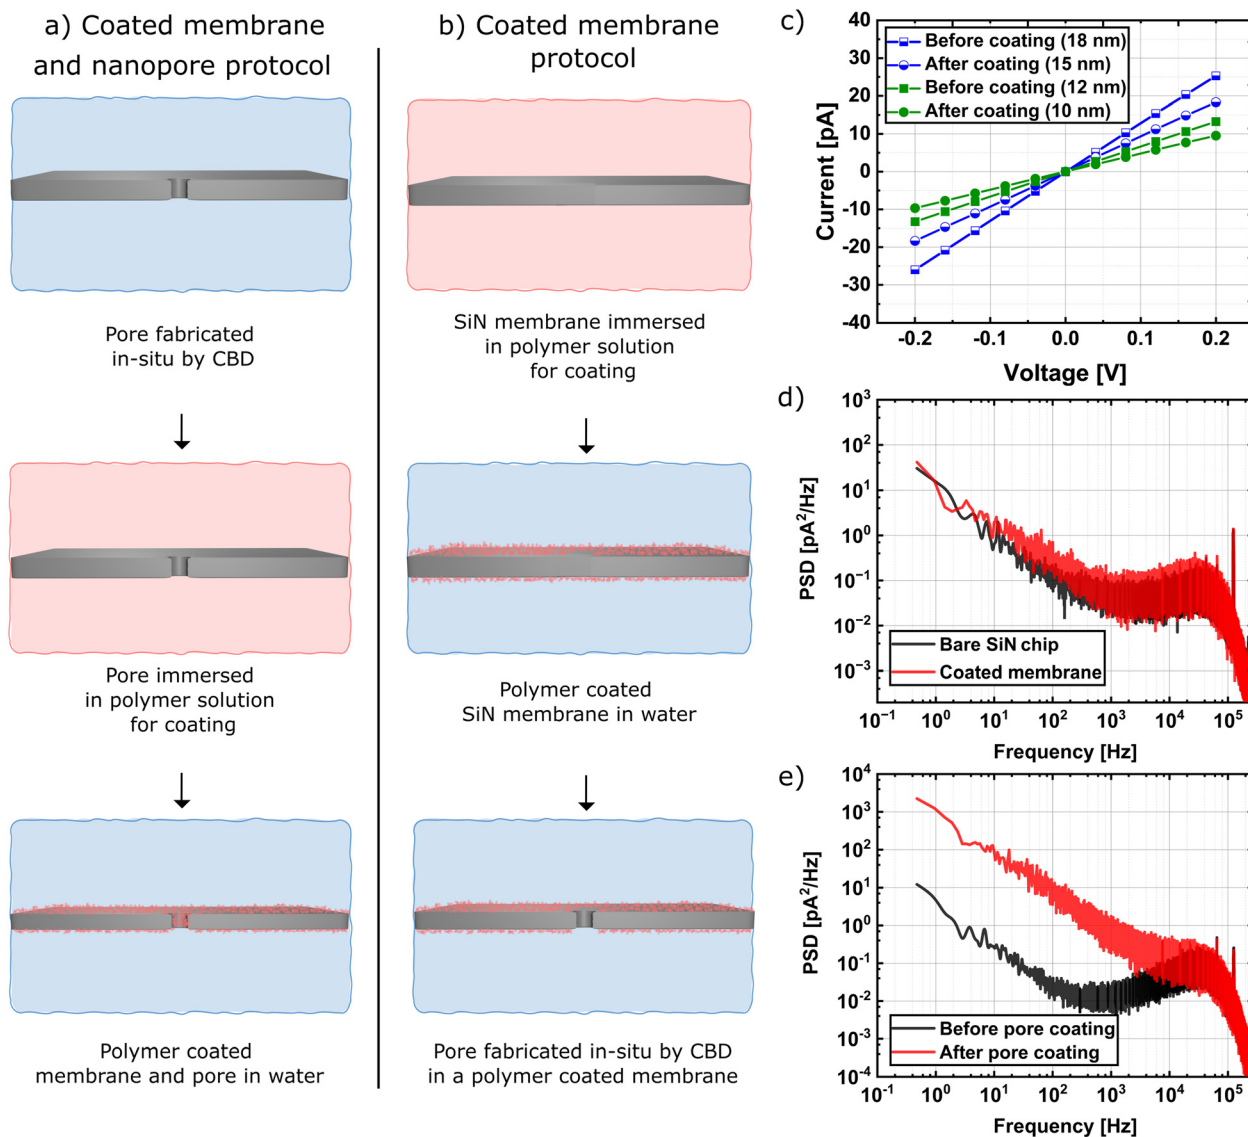 a) Coated membrane
and nanopore protocol
Pore fabricated
in-situ by CBD
Pore immersed
in polymer solution
for coating
Polymer coated
membrane and pore in water
b) Coated membrane
protocol
SiN membrane immersed
in polymer solution
for coating
Polymer coated
SiN membrane in water
Pore fabricated in-situ by CBD
in a polymer coated membrane
c)
Current [pA]
40
30
20
10
0
-10
-20
-30
-40
Before coating (18 nm)
After coating (15 nm)
Before coating (12 nm)
After coating (10 nm)
-0.2 -0.1 0.0 0.1 0.2
Voltage [V]
d)
PSD [pA²/Hz]
10³
10²
10¹
10⁰
10⁻¹
10⁻²
10⁻³
Bare SiN chip
Coated membrane
10⁻¹ 10⁰ 10¹ 10² 10³ 10⁴ 10⁵
Frequency [Hz]
e)
PSD [pA²/Hz]
10⁴
10³
10²
10¹
10⁰
10⁻¹
10⁻²
10⁻³
10⁻⁴
Before pore coating
After pore coating
10⁻¹ 10⁰ 10¹ 10² 10³ 10⁴ 10⁵
Frequency [Hz]